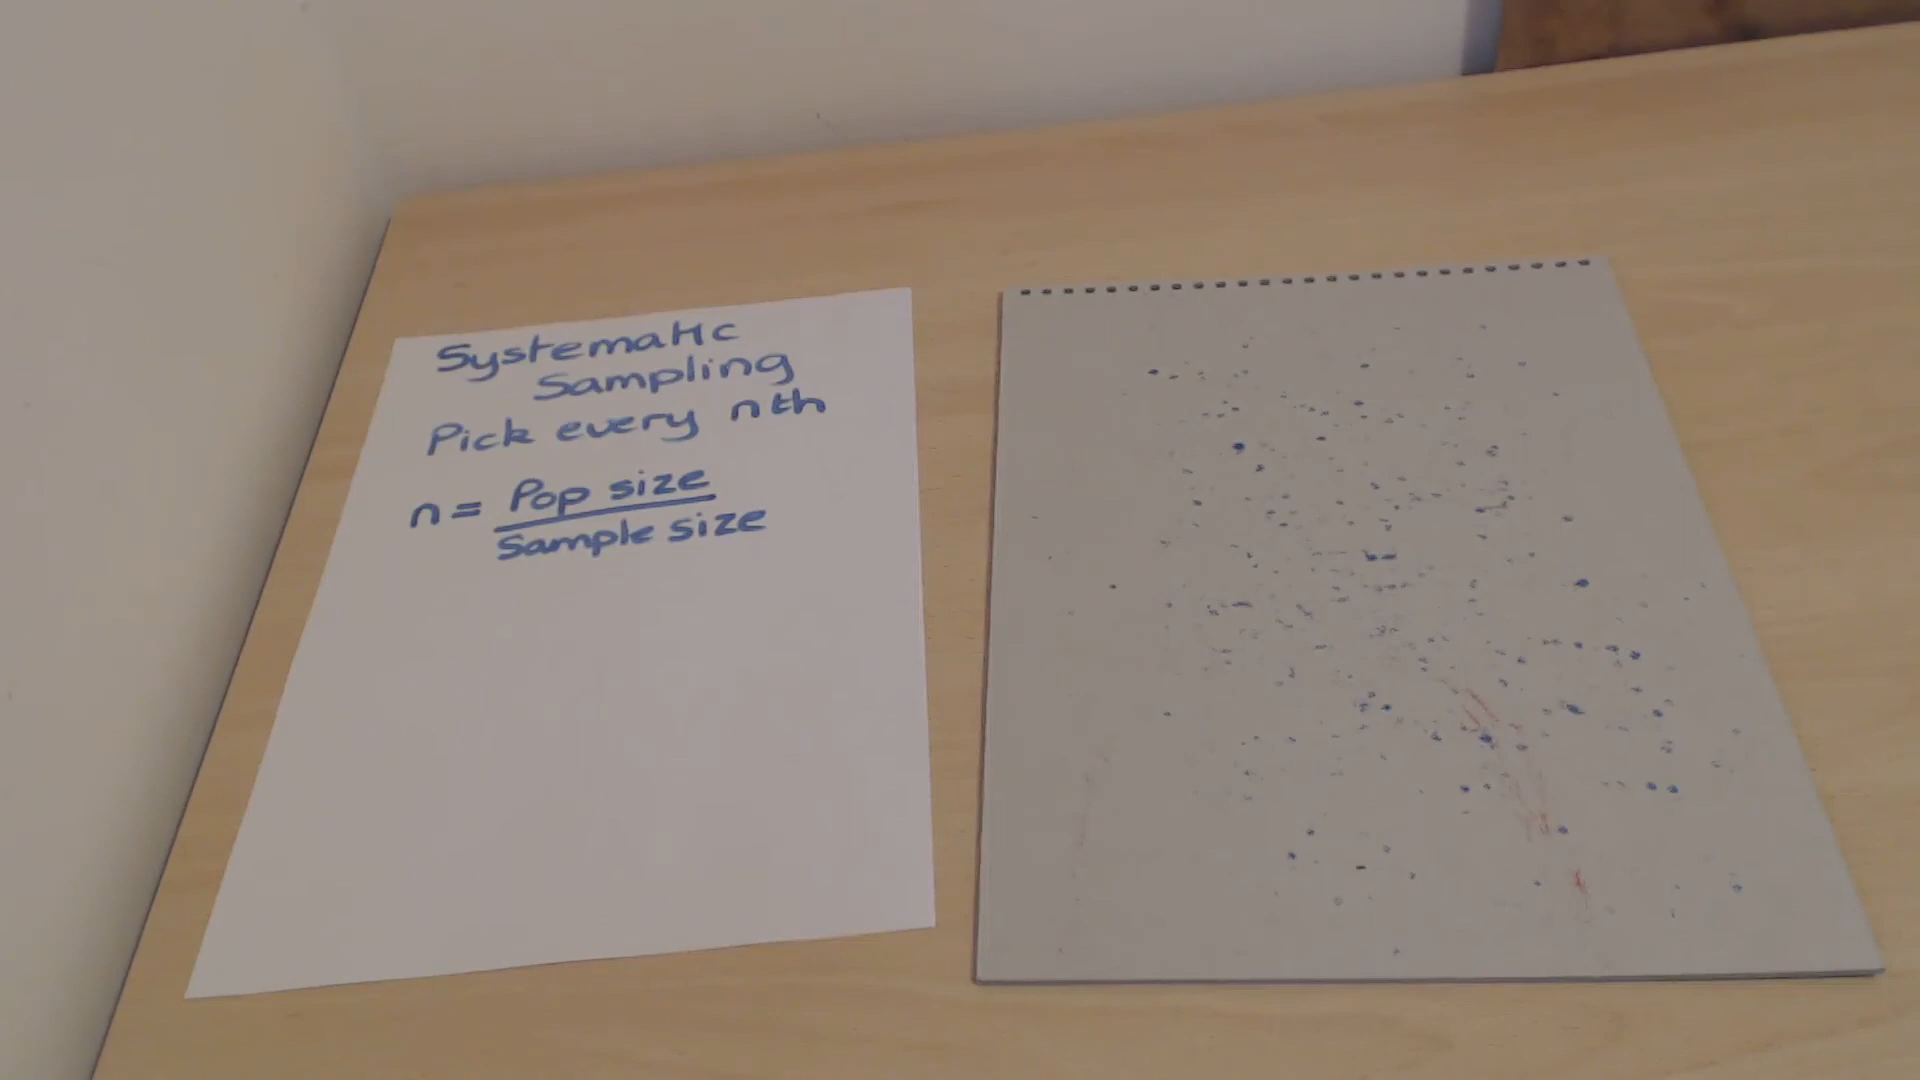 Systematic
Sampling
Pick every nth
n = Pop size
Sample size